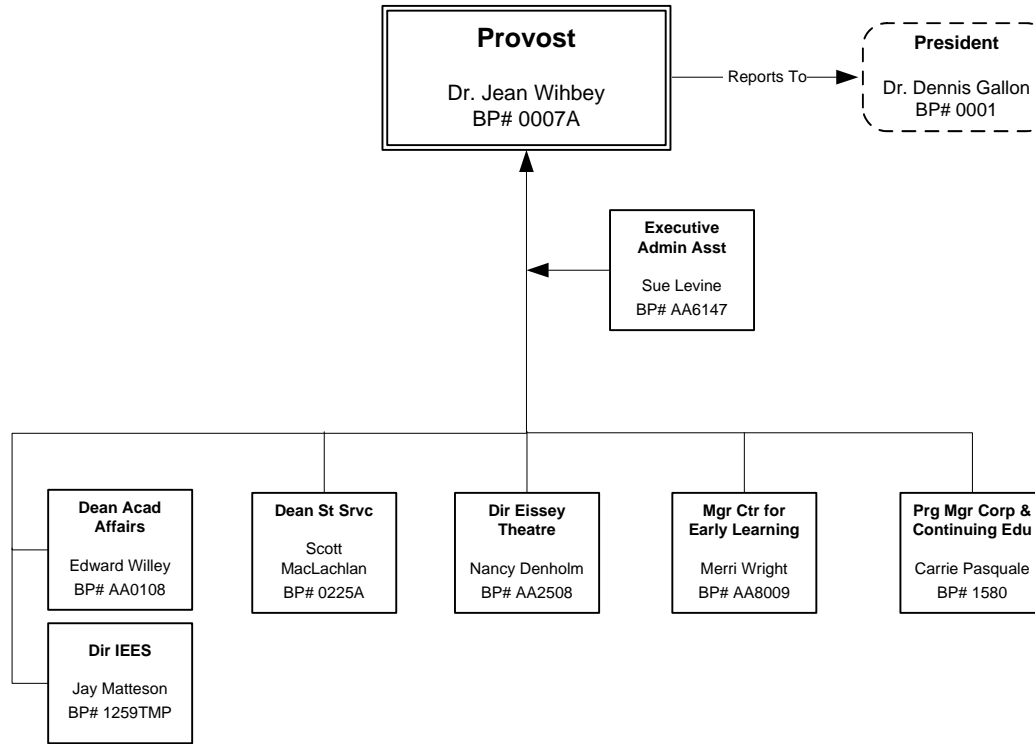 Provost
Dr. Jean Wihbey
BP# 0007A
Reports To
President
Dr. Dennis Gallon
BP# 0001
Executive
Admin Asst
Sue Levine
BP# AA6147
Dean Acad
Affairs
Edward Willey
BP# AA0108
Dean St Srvc
Scott
MacLachlan
BP# 0225A
Dir Eissey
Theatre
Nancy Denholm
BP# AA2508
Mgr Ctr for
Early Learning
Merri Wright
BP# AA8009
Prg Mgr Corp &
Continuing Edu
Carrie Pasquale
BP# 1580
Dir IEES
Jay Matteson
BP# 1259TMP